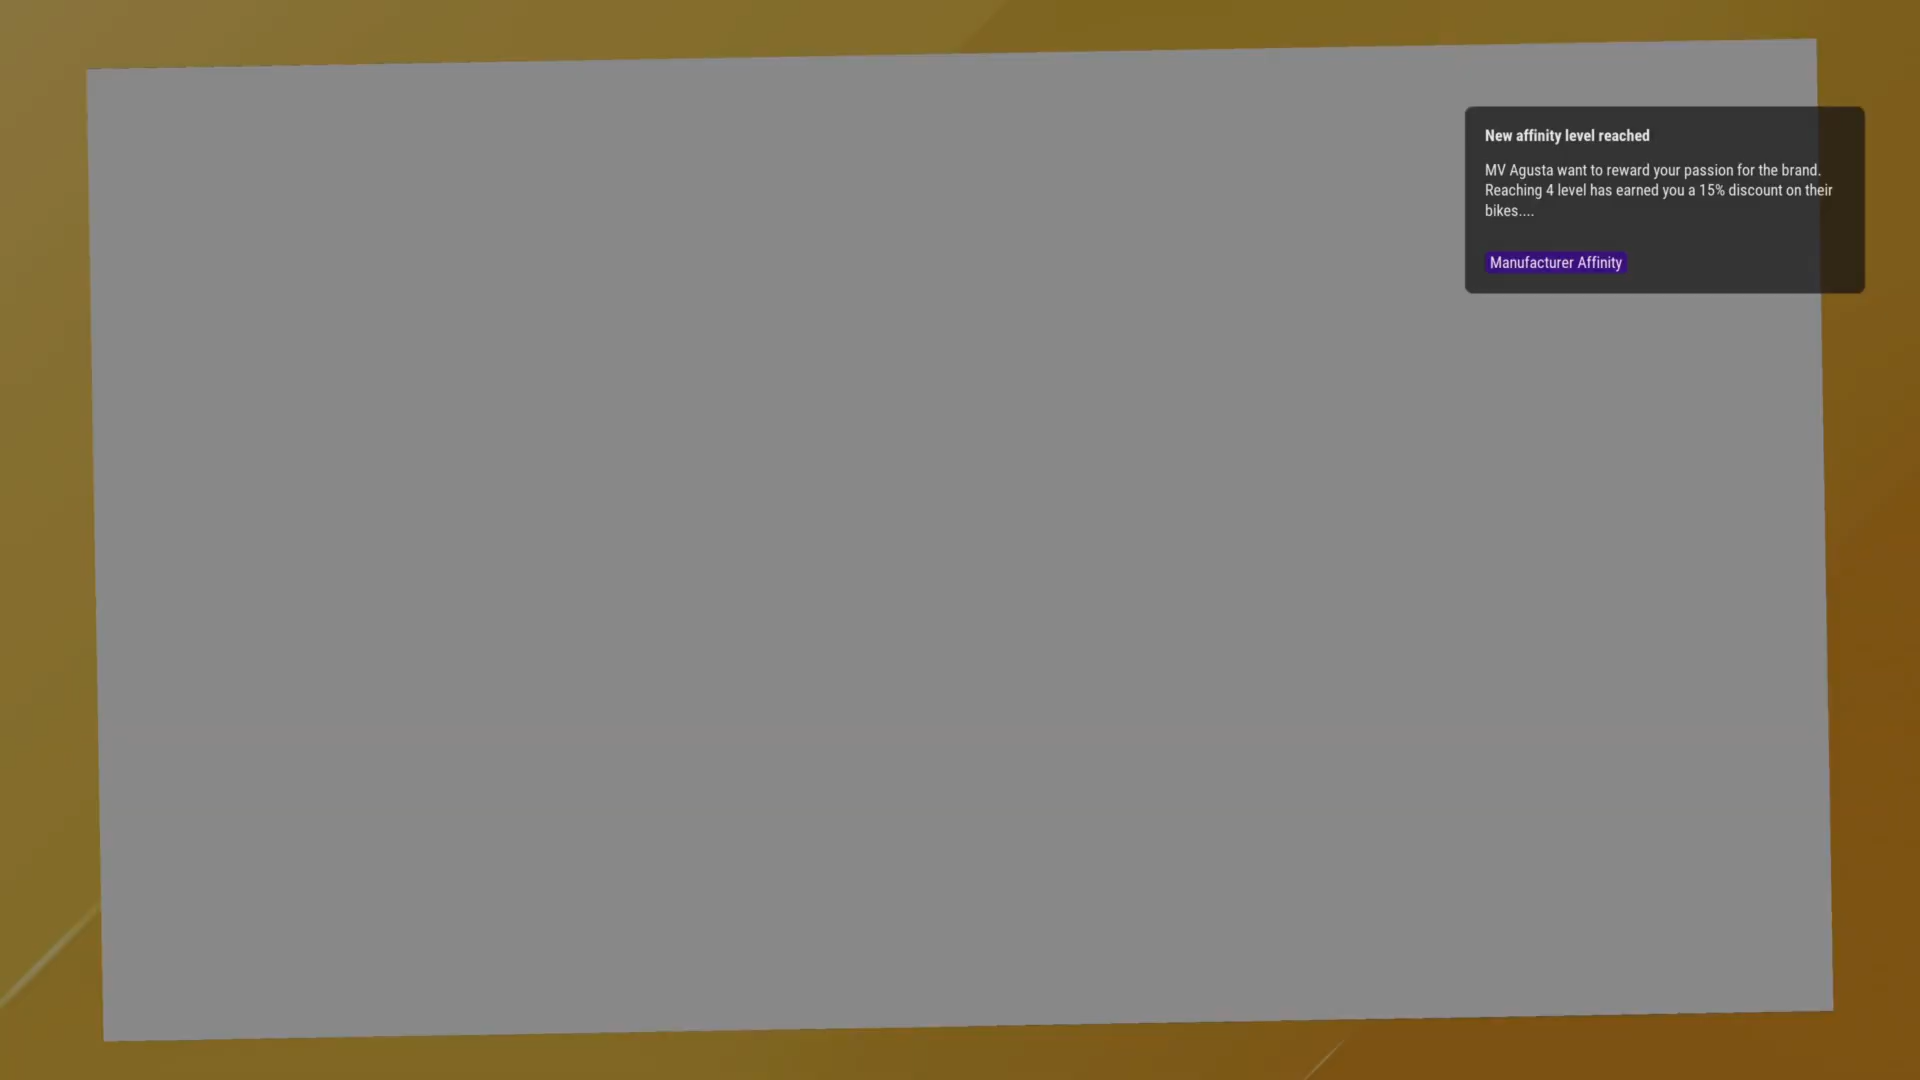 New affinity level reached
MV Agusta want to reward your passion for the brand.
Reaching 4 level has earned you a 15% discount on their
bikes....
Manufacturer Affinity